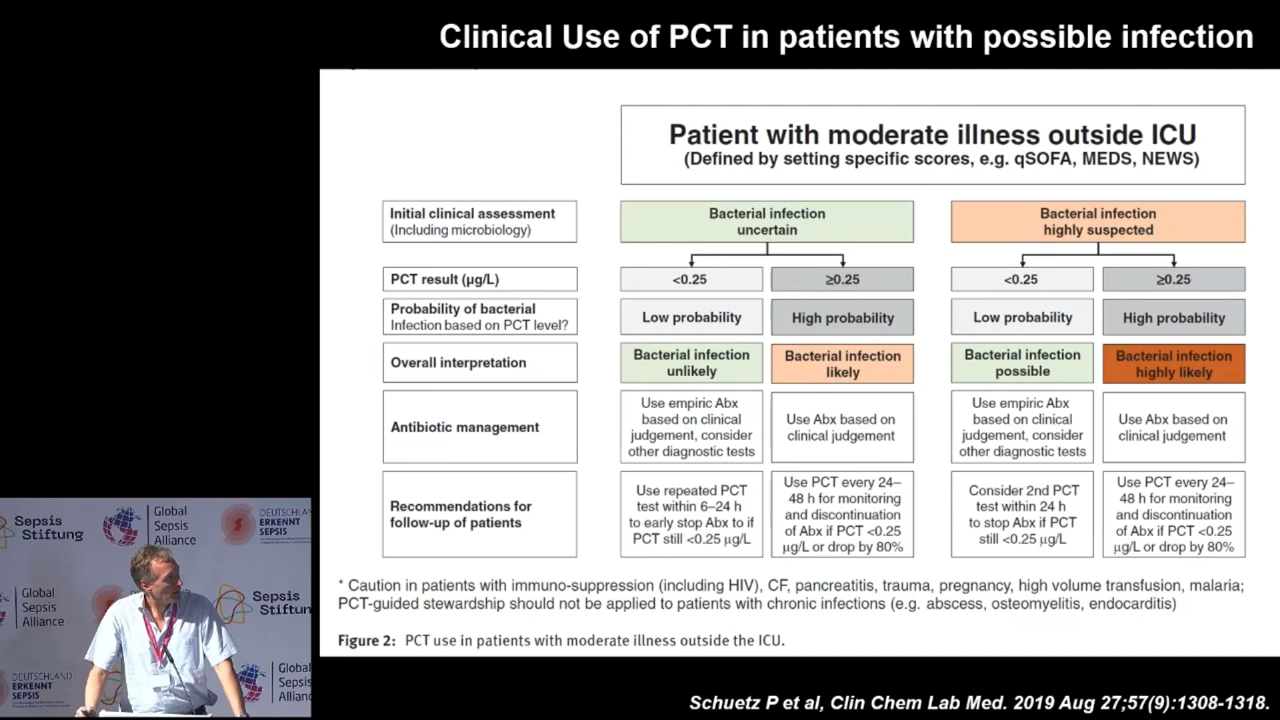 Clinical Use of PCT in patients with possible infection
Patient with moderate illness outside ICU
(Defined by setting specific scores, e.g. qSOFA, MEDS, NEWS)
Initial clinical assessment
(Including microbiology)
Bacterial infection
uncertain
Bacterial infection
highly suspected
PCT result (µg/L)
<0.25
≥0.25
<0.25
≥0.25
Probability of bacterial
Infection based on PCT level?
Low probability
High probability
Low probability
High probability
Overall interpretation
Bacterial infection
unlikely
Bacterial infection
likely
Bacterial infection
possible
Bacterial infection
highly likely
Antibiotic management
Use empiric Abx
based on clinical
judgement, consider
other diagnostic tests
Use Abx based on
clinical judgement
Use empiric Abx
based on clinical
judgement, consider
other diagnostic tests
Use Abx based on
clinical judgement
Recommendations for
follow-up of patients
Use repeated PCT
test within 6–24 h
to early stop Abx to if
PCT still <0.25 µg/L
Use PCT every 24–
48 h for monitoring
and discontinuation
of Abx if PCT <0.25
µg/L or drop by 80%
Consider 2nd PCT
test within 24 h
to stop Abx if PCT
still <0.25 µg/L
Use PCT every 24–
48 h for monitoring
and discontinuation
of Abx if PCT <0.25
µg/L or drop by 80%
* Caution in patients with immuno-suppression (including HIV), CF, pancreatitis, trauma, pregnancy, high volume transfusion, malaria;
PCT-guided stewardship should not be applied to patients with chronic infections (e.g. abscess, osteomyelitis, endocarditis)
Figure 2: PCT use in patients with moderate illness outside the ICU.
Schuetz P et al, Clin Chem Lab Med. 2019 Aug 27;57(9):1308-1318.
Sepsis
Stiftung
Global
Sepsis
Alliance
DEUTSCHLAND
ERKENNT
SEPSIS
Global
Sepsis
Alliance
Sepsis
Stiftun
DEUTSCHLAND
ERKENNT
SEPSIS
Global
Sepsis
Allianc